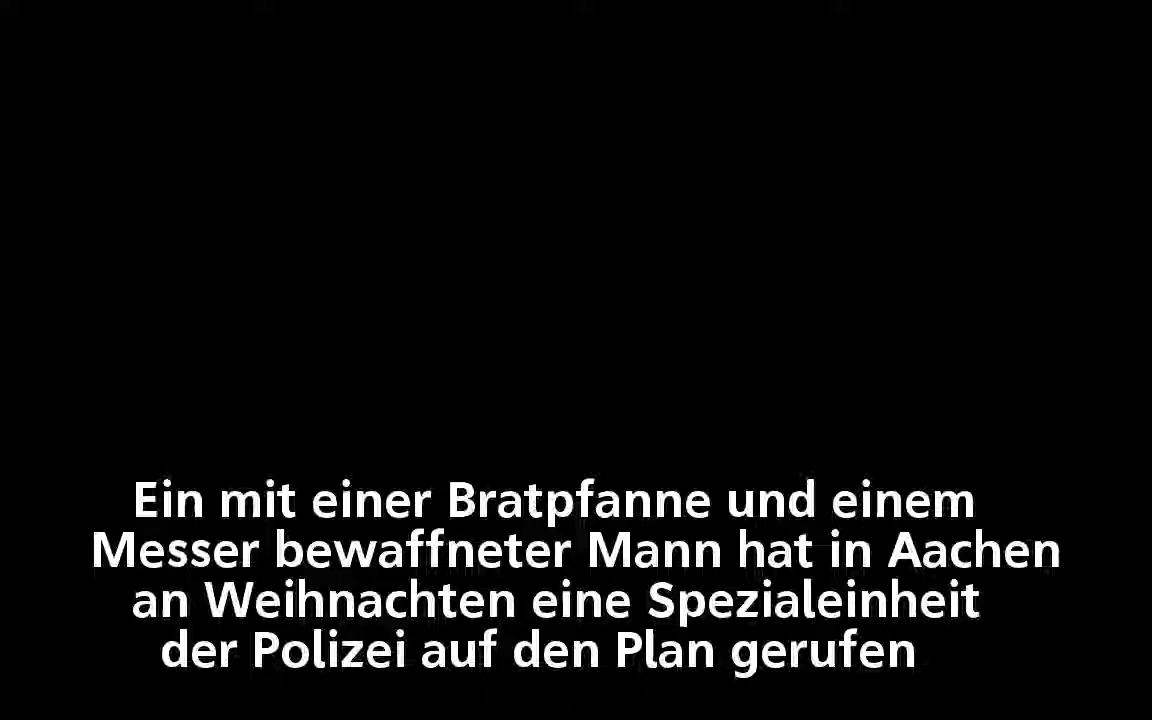 Ein mit einer Bratpfanne und einem
Messer bewaffneter Mann hat in Aachen
an Weihnachten eine Spezialeinheit
der Polizei auf den Plan gerufen